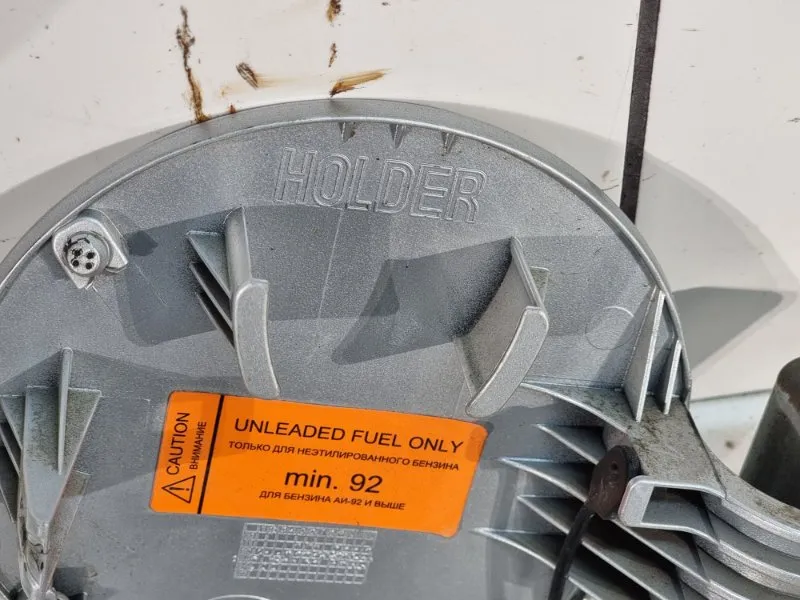 HOLDER
CAUTION
ВНИМАНИЕ
UNLEADED FUEL ONLY
ТОЛЬКО ДЛЯ НЕЭТИЛИРОВАННОГО БЕНЗИНА
min. 92
ДЛЯ БЕНЗИНА АИ-92 И ВЫШЕ